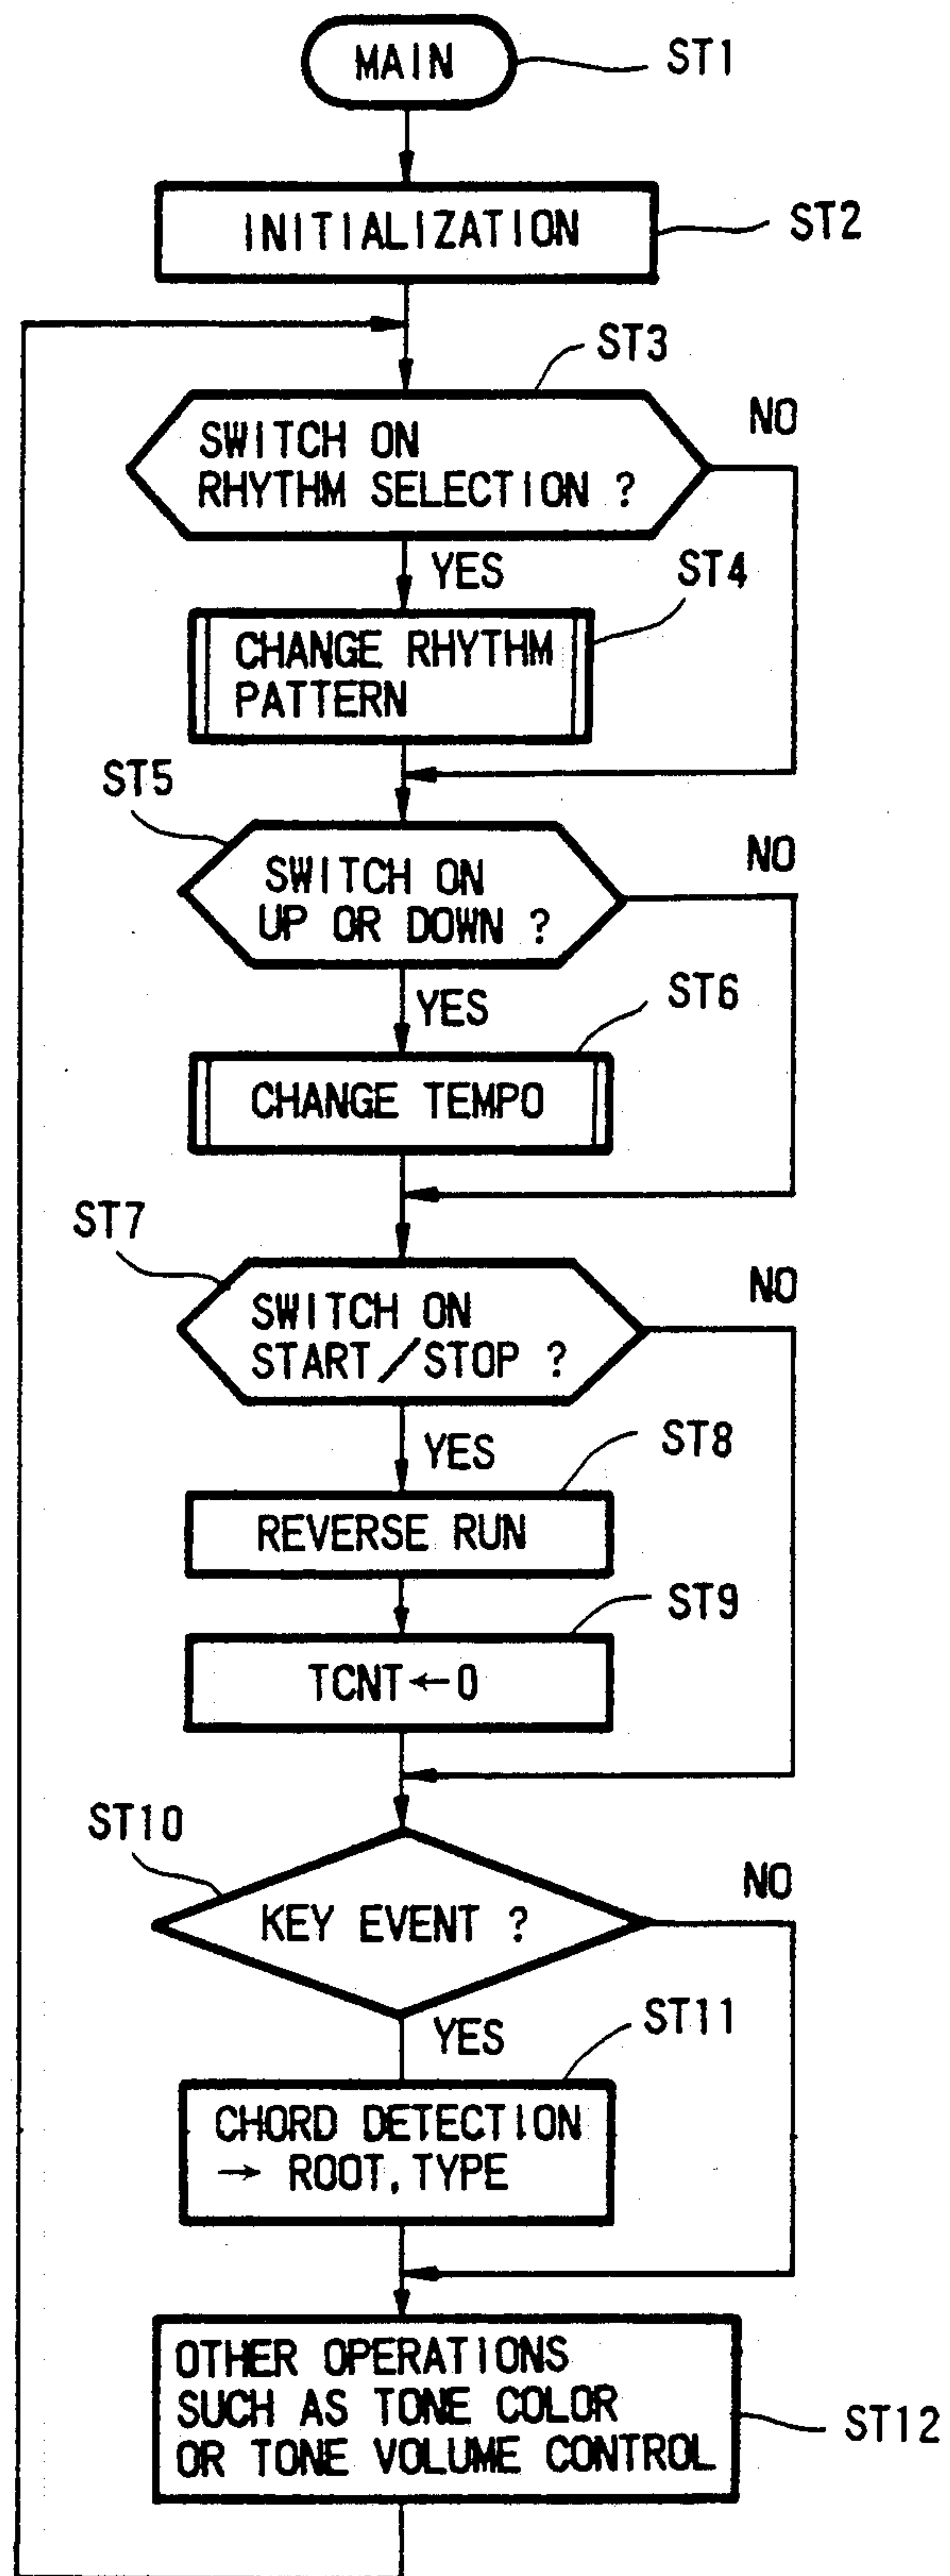 MAIN
ST1
INITIALIZATION
ST2
ST3
SWITCH ON
RHYTHM SELECTION ?
NO
YES
ST4
CHANGE RHYTHM
PATTERN
ST5
SWITCH ON
UP OR DOWN ?
NO
YES
ST6
CHANGE TEMPO
ST7
SWITCH ON
START/STOP ?
NO
YES
ST8
REVERSE RUN
ST9
TCNT←0
ST10
KEY EVENT ?
NO
YES
ST11
CHORD DETECTION
→ ROOT, TYPE
OTHER OPERATIONS
SUCH AS TONE COLOR
OR TONE VOLUME CONTROL
ST12